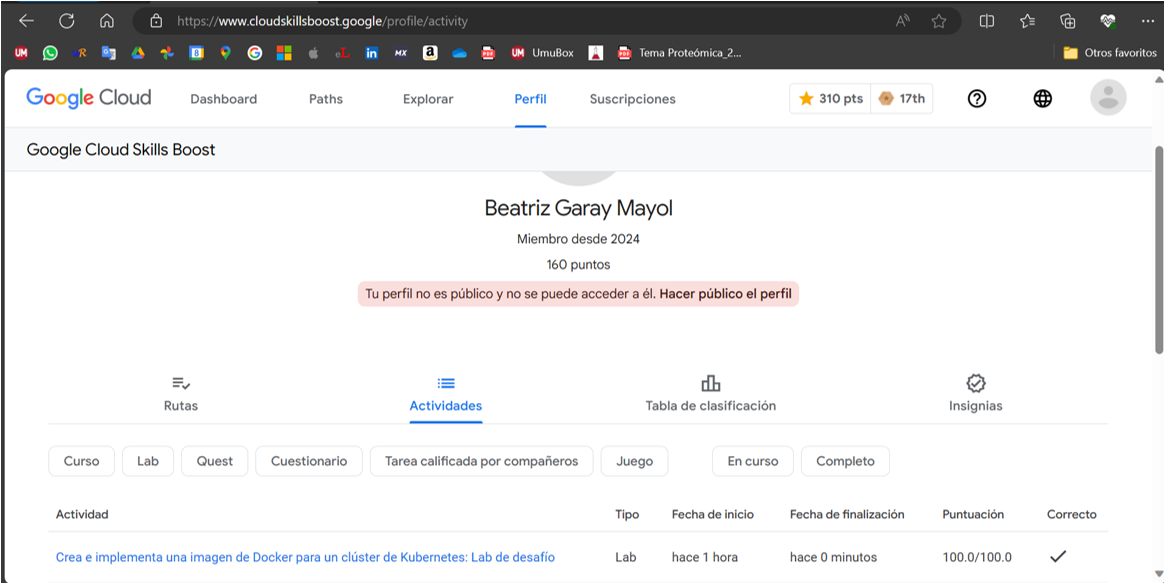 https://www.cloudskillsboost.google/profile/activity
UM UmuBox Tema Proteómica_2... Otros favoritos
Google Cloud Dashboard Paths Explorar Perfil Suscripciones 310 pts 17th
Google Cloud Skills Boost
Beatriz Garay Mayol
Miembro desde 2024
160 puntos
Tu perfil no es público y no se puede acceder a él. Hacer público el perfil
Rutas Actividades Tabla de clasificación Insignias
Curso Lab Quest Cuestionario Tarea calificada por compañeros Juego En curso Completo
Actividad Tipo Fecha de inicio Fecha de finalización Puntuación Correcto
Crea e implementa una imagen de Docker para un clúster de Kubernetes: Lab de desafío Lab hace 1 hora hace 0 minutos 100.0/100.0